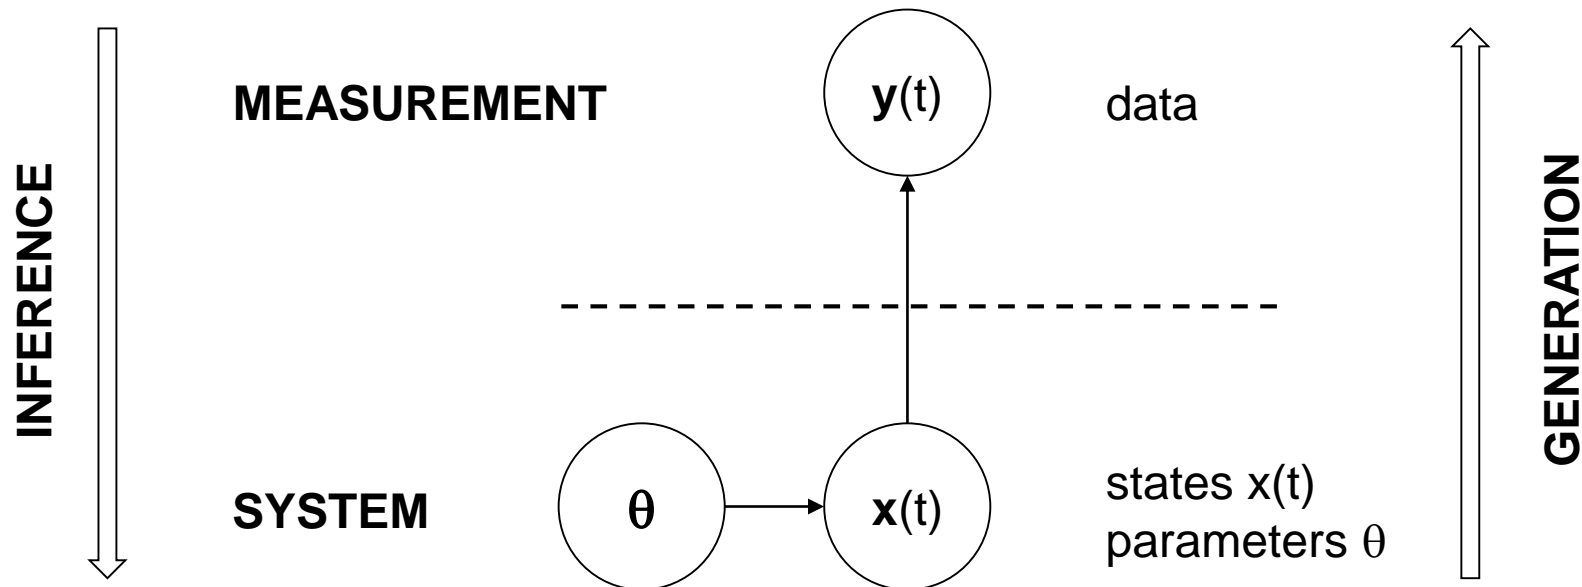 INFERENCE
MEASUREMENT
y(t)
data
GENERATION
SYSTEM
θ
x(t)
states x(t)
parameters θ